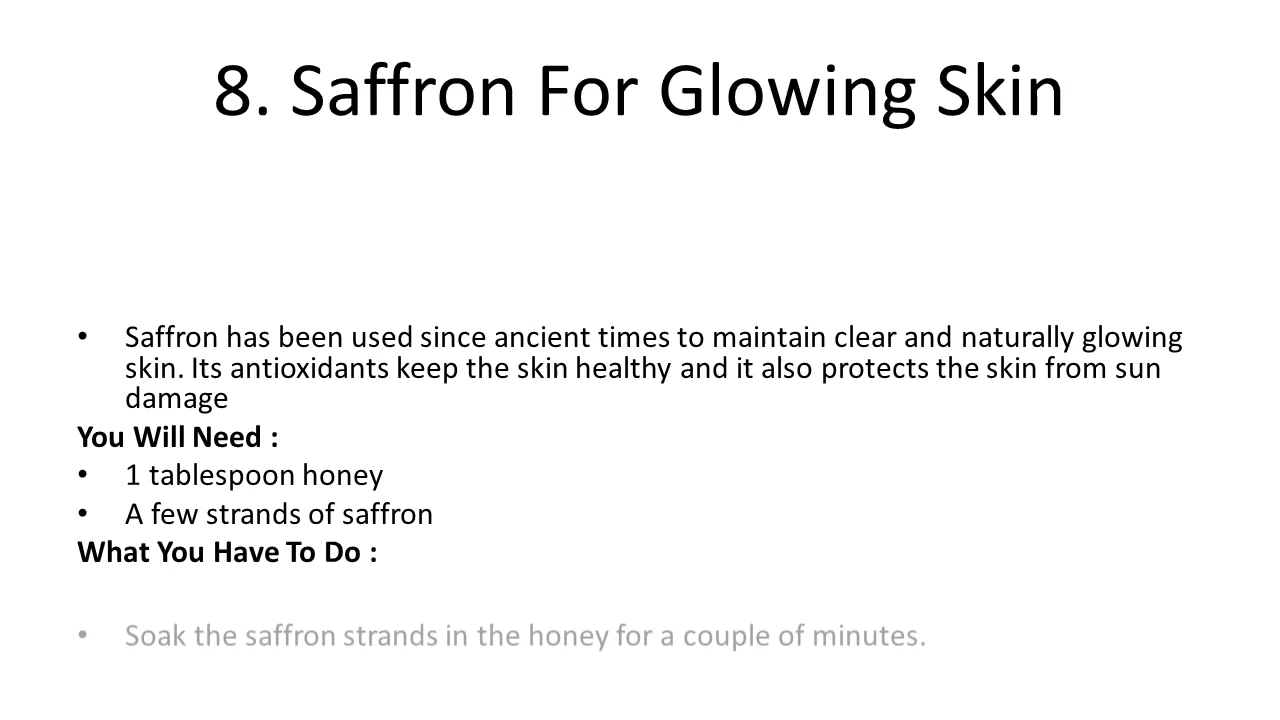 8. Saffron For Glowing Skin
• Saffron has been used since ancient times to maintain clear and naturally glowing
skin. Its antioxidants keep the skin healthy and it also protects the skin from sun
damage
You Will Need :
• 1 tablespoon honey
• A few strands of saffron
What You Have To Do :
• Soak the saffron strands in the honey for a couple of minutes.